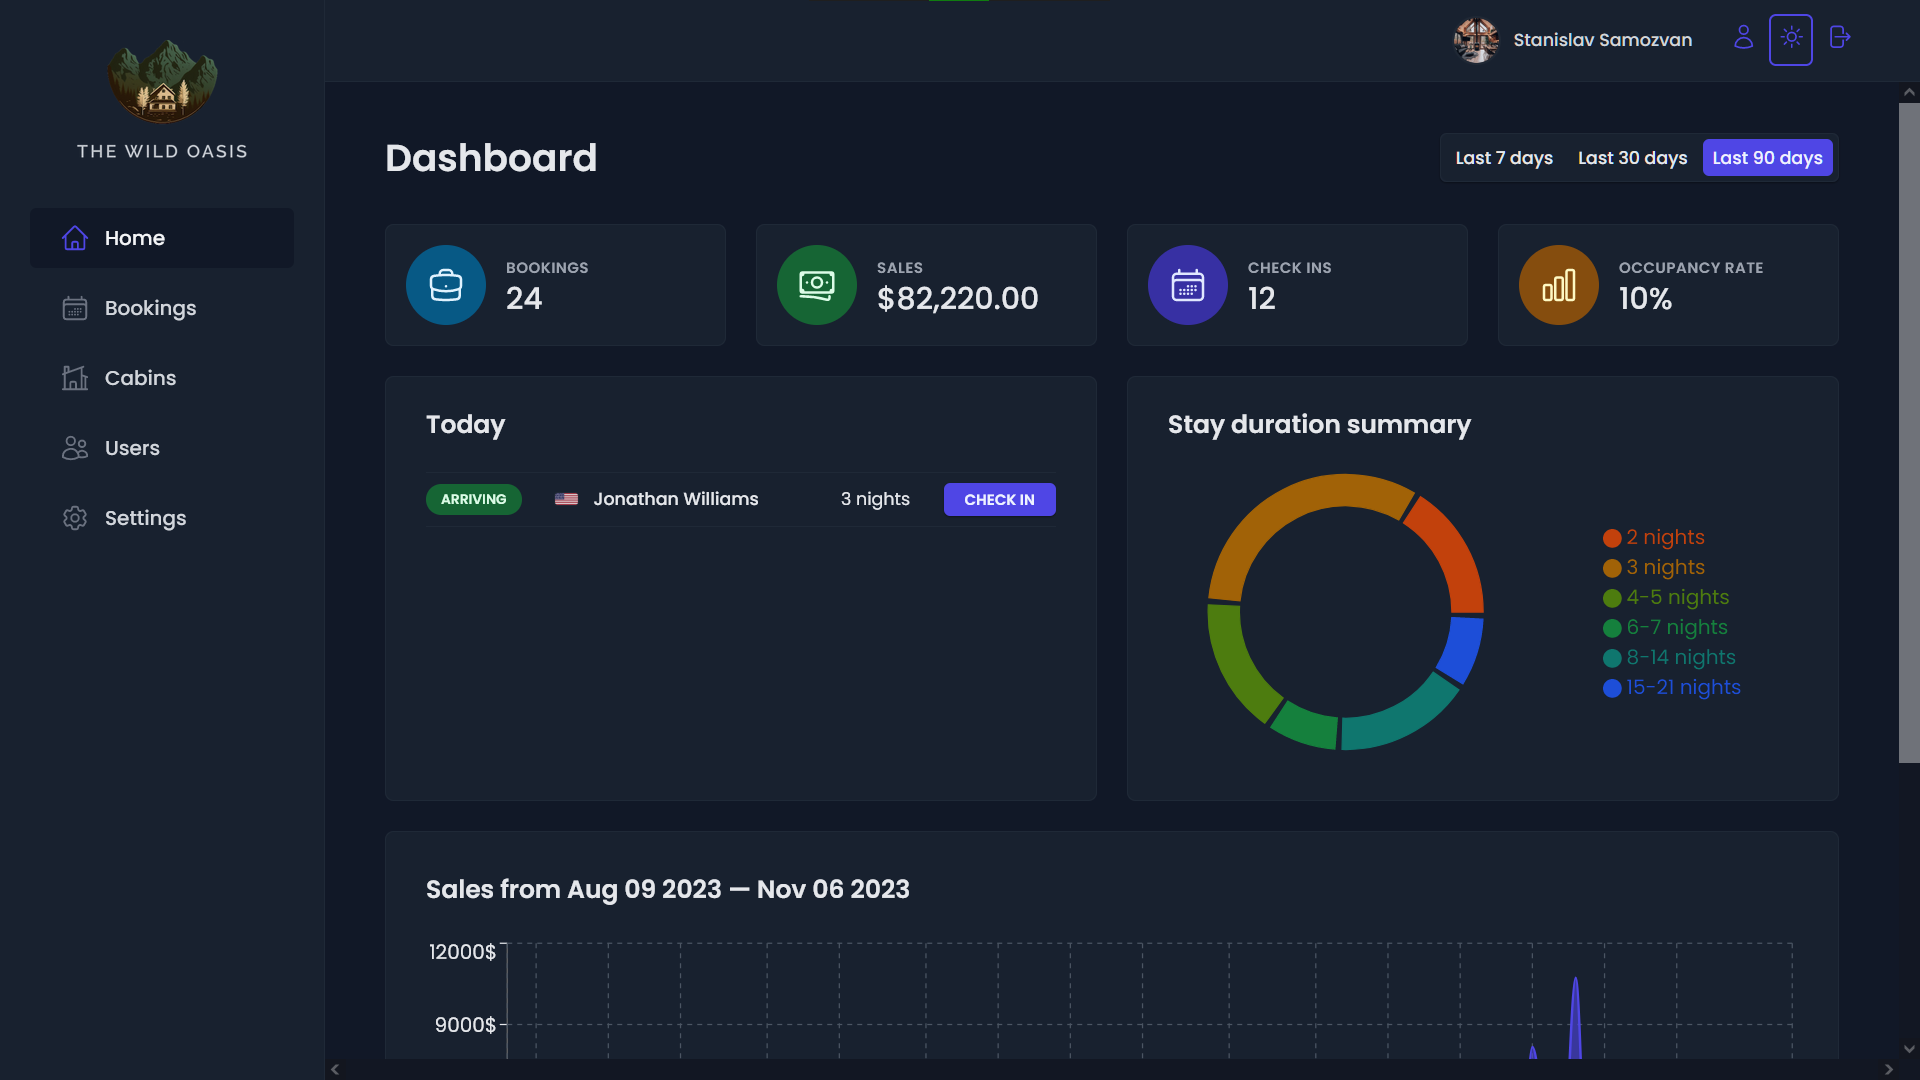 THE WILD OASIS
Home
Bookings
Cabins
Users
Settings
Stanislav Samozvan
Dashboard
Last 7 days
Last 30 days
Last 90 days
BOOKINGS
24
SALES
$82,220.00
CHECK INS
12
OCCUPANCY RATE
10%
Today
ARRIVING Jonathan Williams 3 nights CHECK IN
Stay duration summary
2 nights
3 nights
4-5 nights
6-7 nights
8-14 nights
15-21 nights
Sales from Aug 09 2023 — Nov 06 2023
12000$
9000$